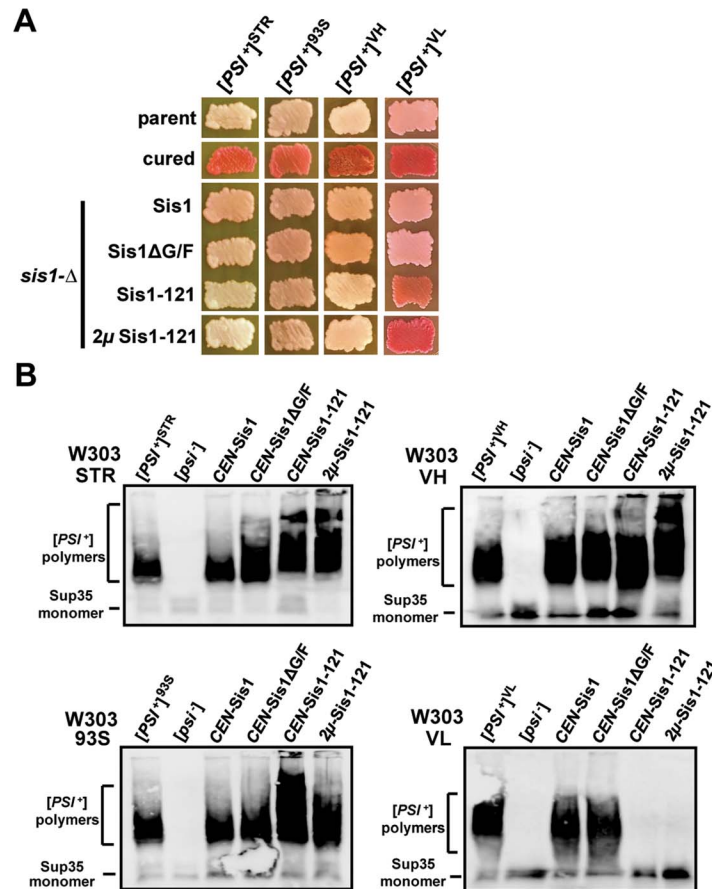 A
[PSI+]STR [PSI+]93S [PSI+]VH [PSI+]VL
parent
cured
sis1-Δ
Sis1
Sis1ΔG/F
Sis1-121
2µ Sis1-121
B
W303
STR
[PSI+]STR [psi-] CEN-Sis1 CEN-Sis1ΔG/F CEN-Sis1-121 2µ-Sis1-121
[PSI+]
polymers
Sup35
monomer
W303
VH
[PSI+]VH [psi-] CEN-Sis1 CEN-Sis1ΔG/F CEN-Sis1-121 2µ-Sis1-121
[PSI+]
polymers
Sup35
monomer
W303
93S
[PSI+]93S [psi-] CEN-Sis1 CEN-Sis1ΔG/F CEN-Sis1-121 2µ-Sis1-121
[PSI+]
polymers
Sup35
monomer
W303
VL
[PSI+]VL [psi-] CEN-Sis1 CEN-Sis1ΔG/F CEN-Sis1-121 2µ-Sis1-121
[PSI+]
polymers
Sup35
monomer